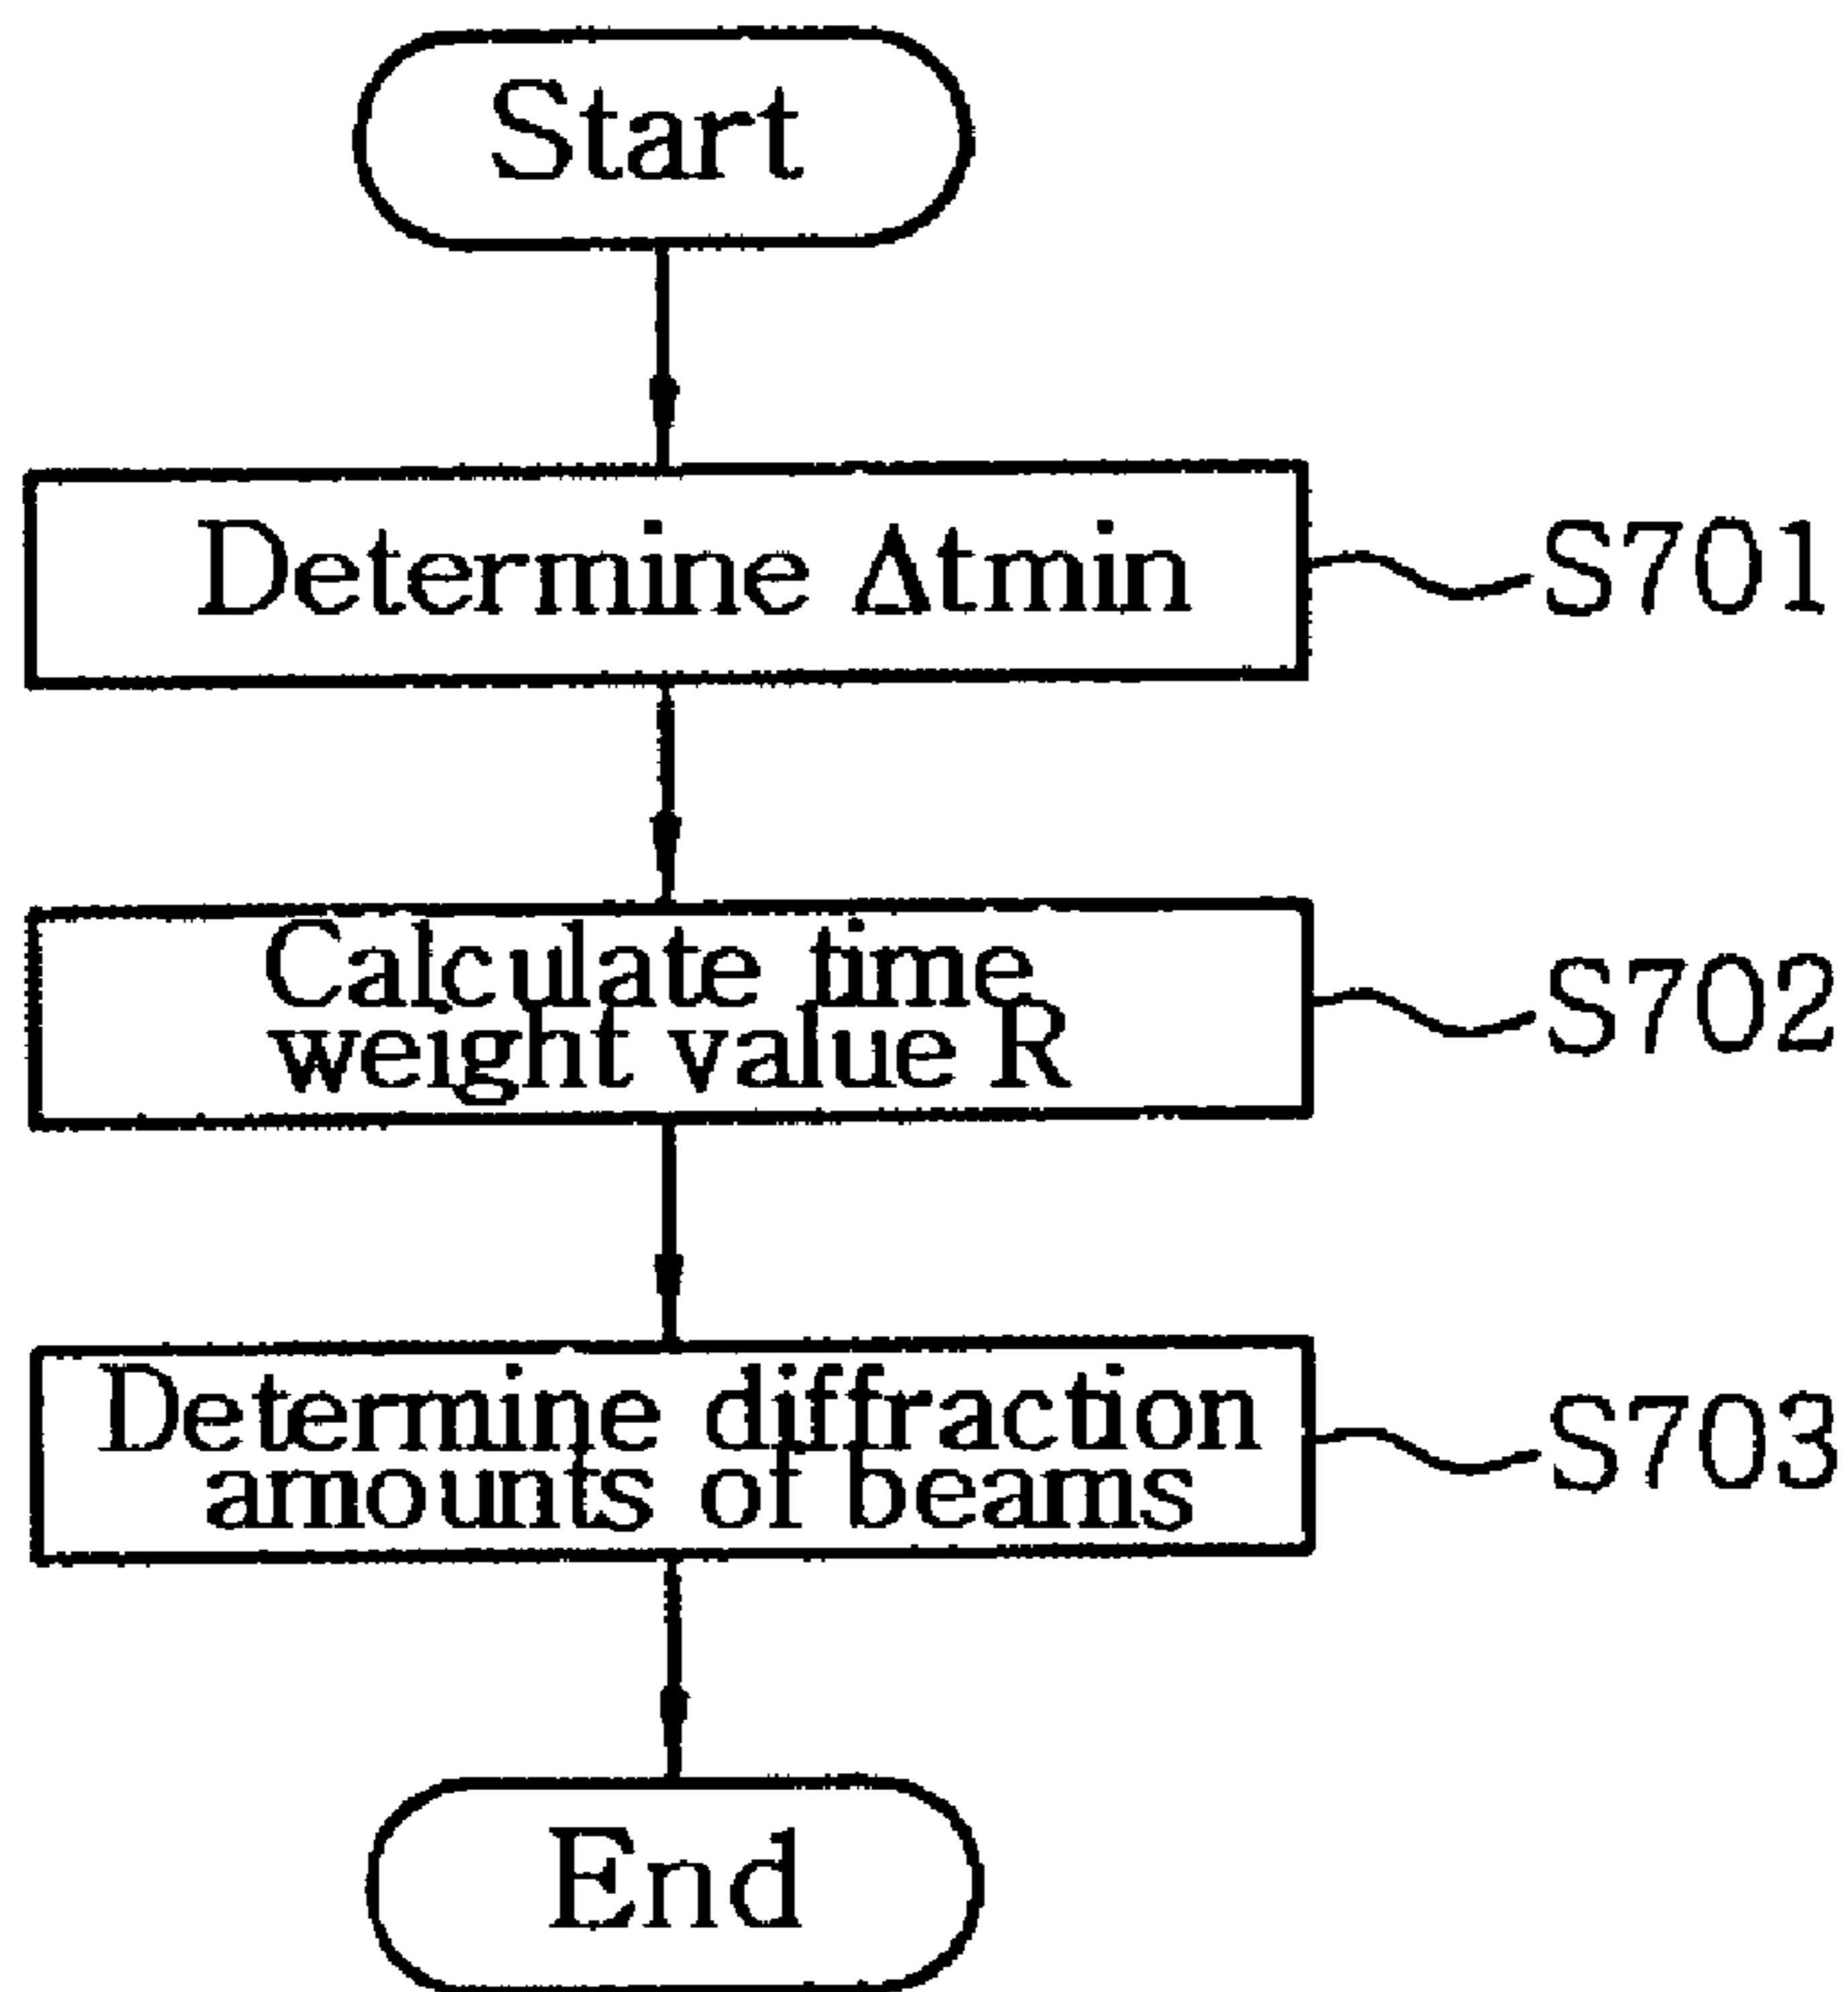 Start
Determine Δtmin
S701
Calculate time
weight value R
S702
Determine diffraction
amounts of beams
S703
End